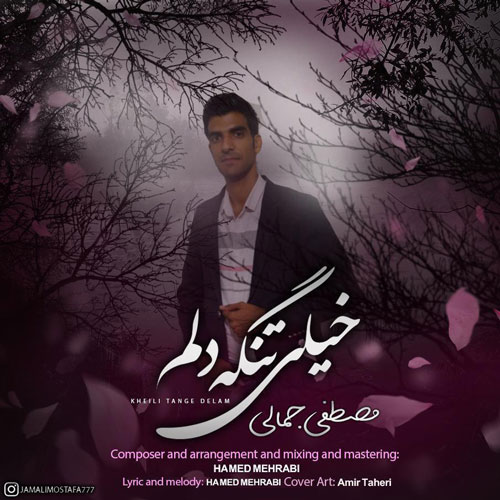 خیلی تنگه دلم
KHEILI TANGE DELAM
مصطفی جمالی
Composer and arrangement and mixing and mastering:
HAMED MEHRABI
Lyric and melody: HAMED MEHRABI Cover Art: Amir Taheri
JAMALIMOSTAFA777